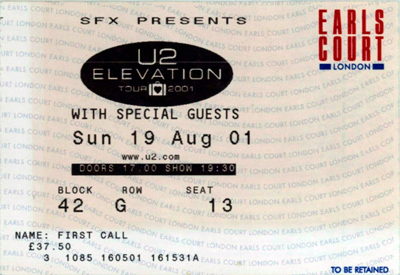 SFX PRESENTS
EARLS
COURT
LONDON
U2
ELEVATION
TOUR 2001
WITH SPECIAL GUESTS
Sun 19 Aug 01
www.u2.com
DOORS 17.00 SHOW 19:30
BLOCK ROW SEAT
42 G 13
NAME: FIRST CALL
£37.50
3 1085 160501 161531A
TO BE RETAINED